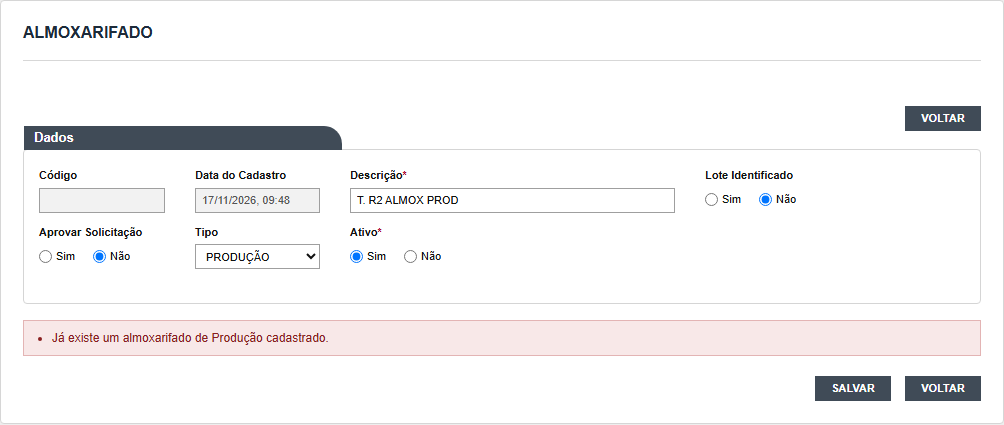 ALMOXARIFADO
VOLTAR
Dados
Código Data do Cadastro Descrição* Lote Identificado
17/11/2026, 09:48 T. R2 ALMOX PROD Sim Não
Aprovar Solicitação Tipo Ativo*
Sim Não PRODUÇÃO Sim Não
Já existe um almoxarifado de Produção cadastrado.
SALVAR VOLTAR